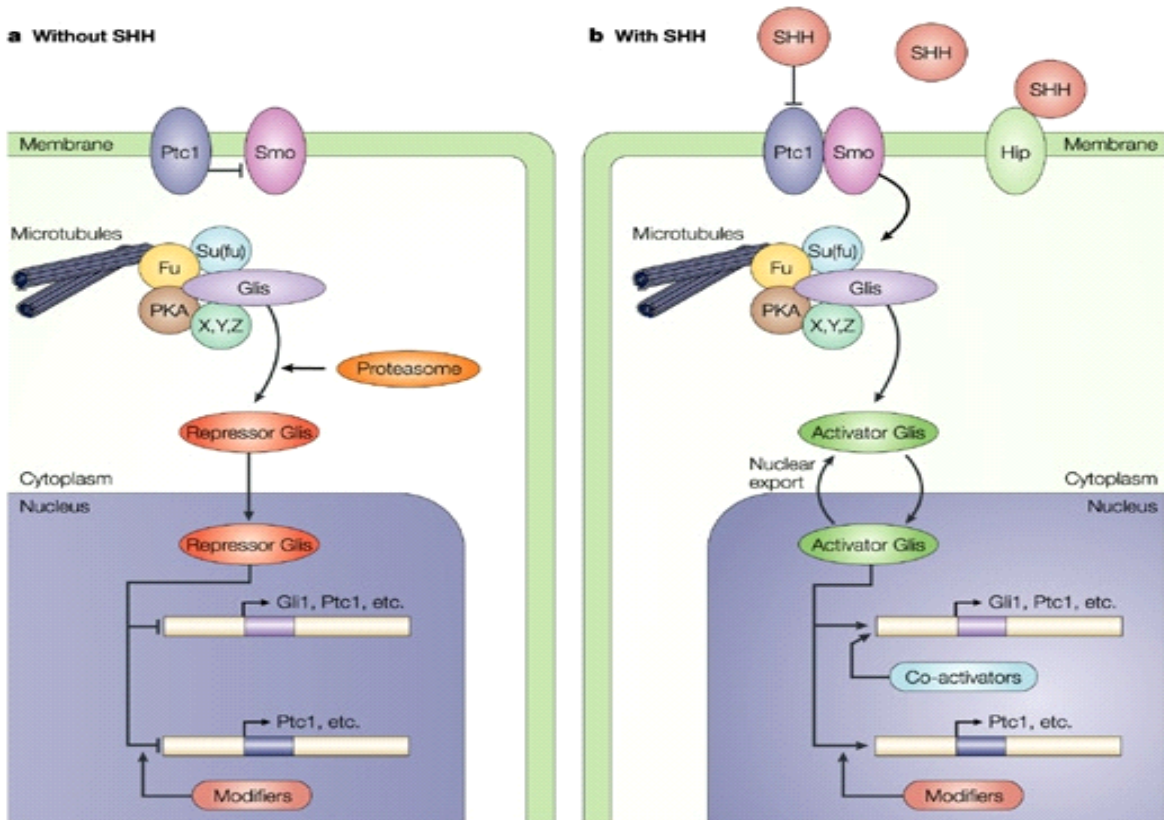 a Without SHH
Membrane
Ptc1
Smo
Microtubules
Fu
Su(fu)
Glis
PKA
X,Y,Z
Proteasome
Repressor Glis
Cytoplasm
Nucleus
Repressor Glis
Gli1, Ptc1, etc.
Ptc1, etc.
Modifiers
b With SHH
SHH
SHH
SHH
Ptc1
Smo
Hip
Membrane
Microtubules
Fu
Su(fu)
Glis
PKA
X,Y,Z
Activator Glis
Nuclear
export
Cytoplasm
Nucleus
Activator Glis
Gli1, Ptc1, etc.
Co-activators
Ptc1, etc.
Modifiers